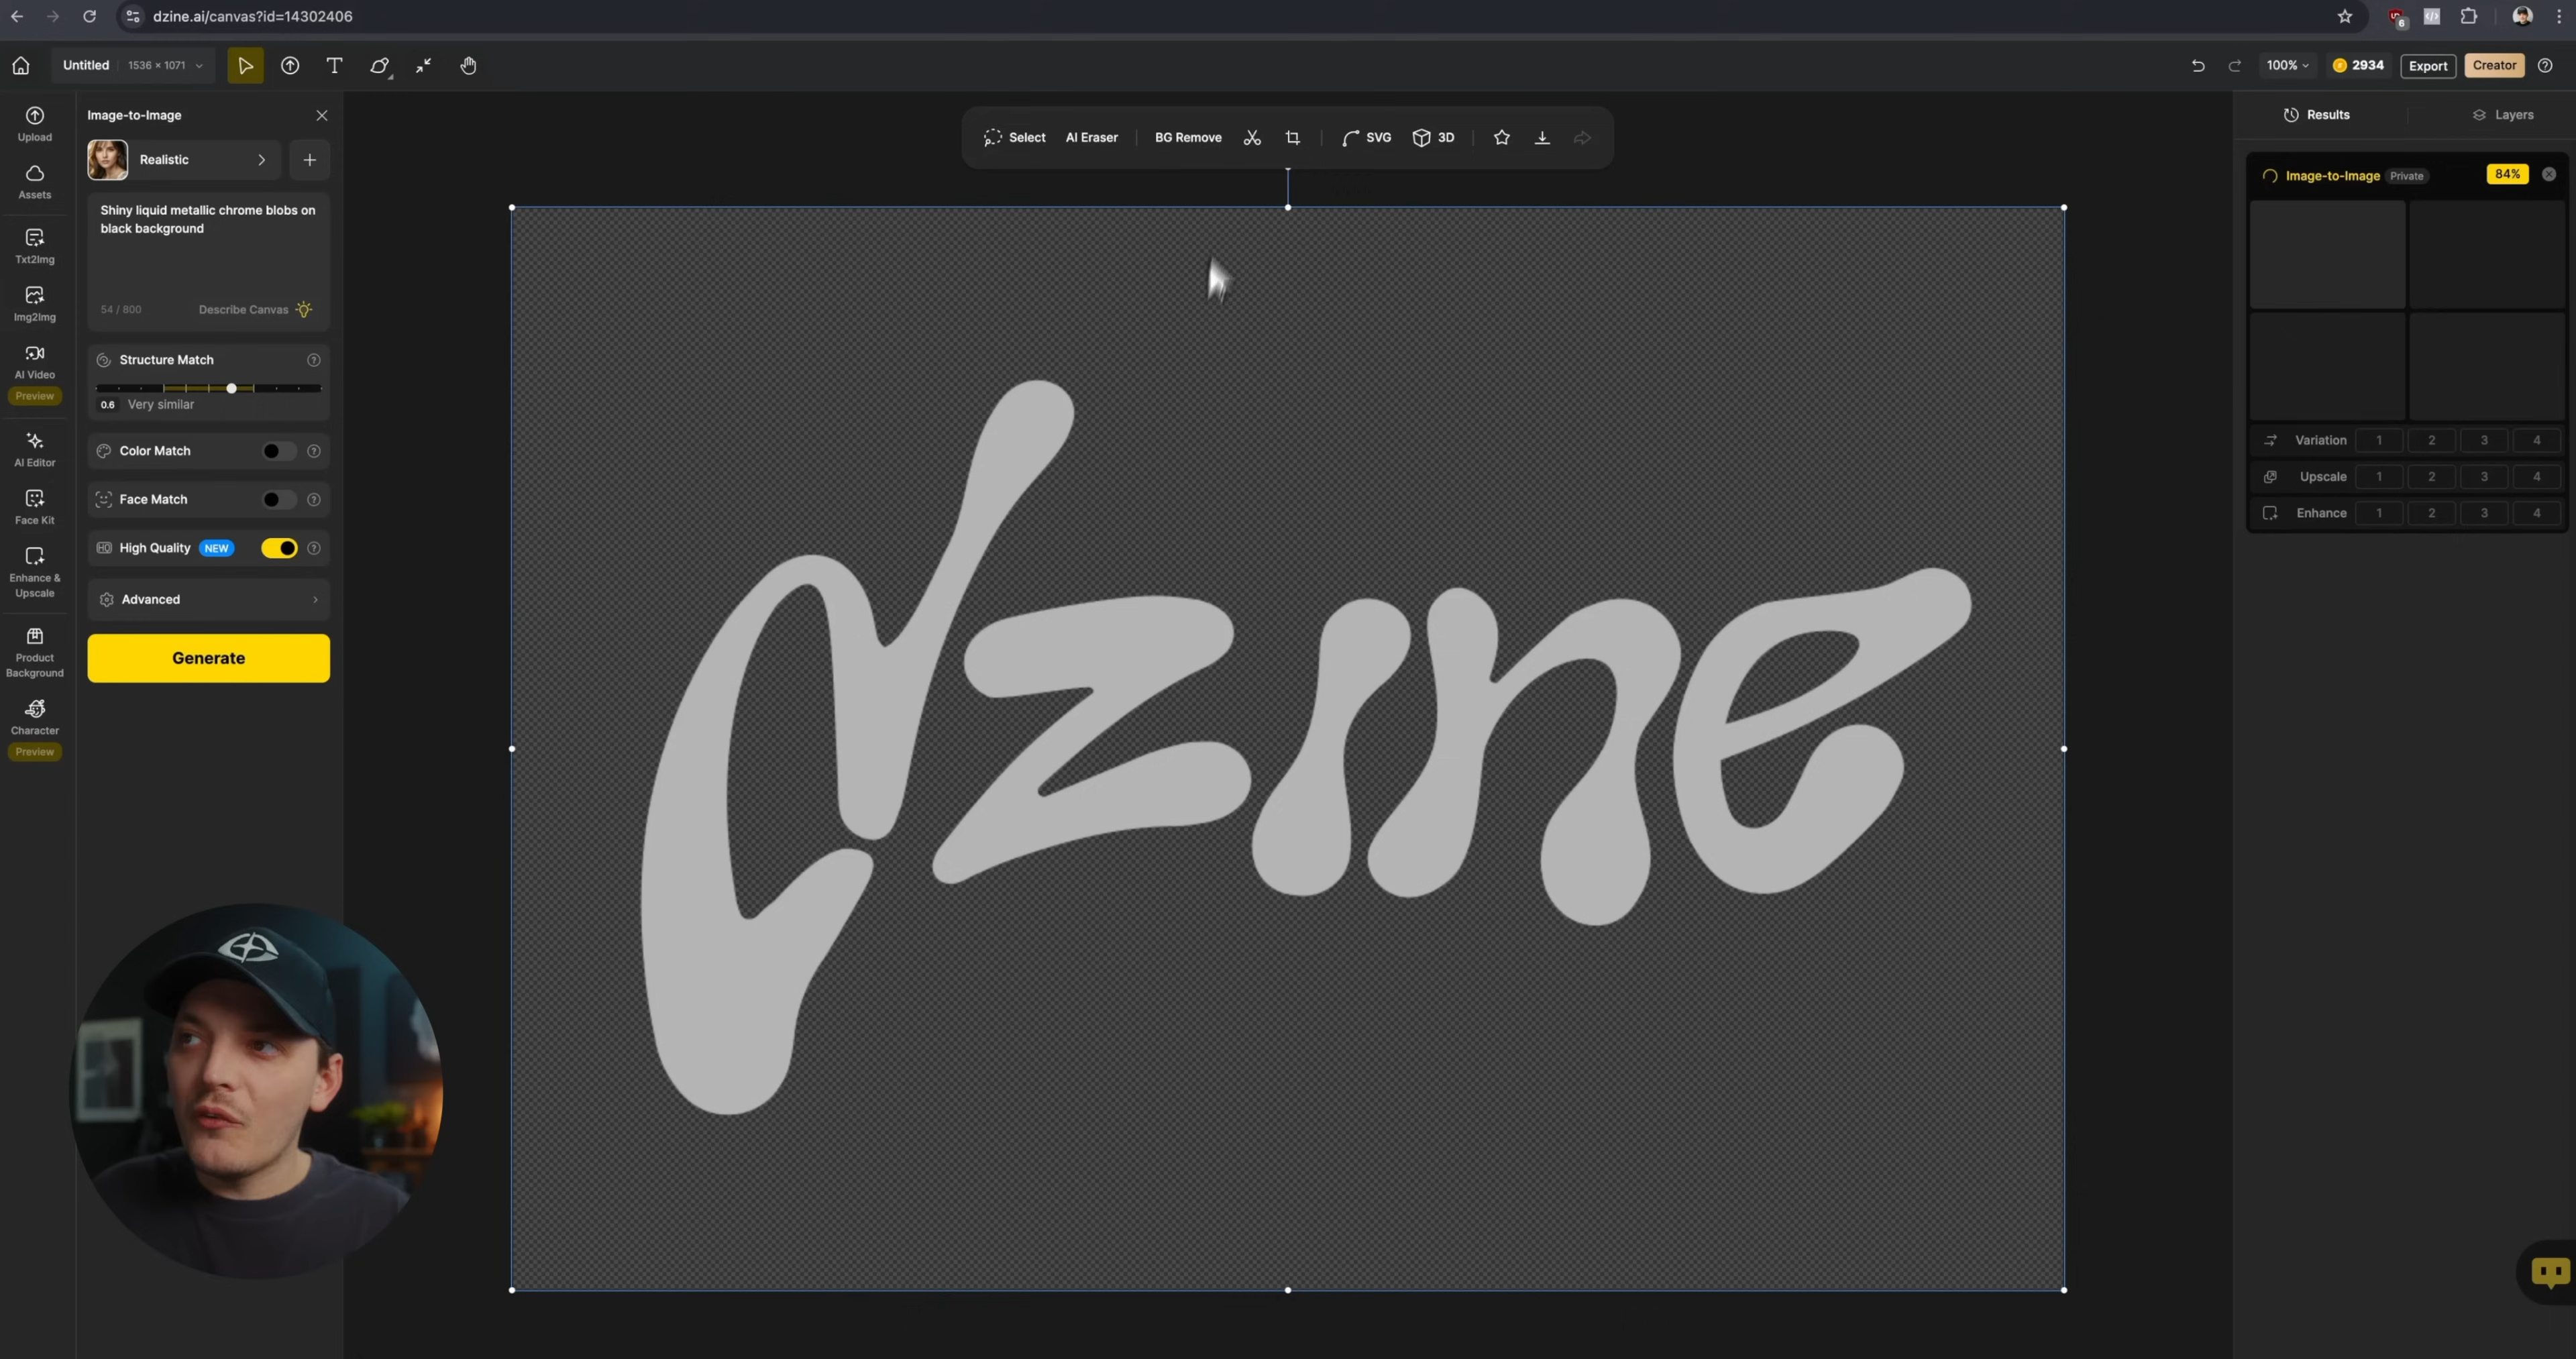 dzine.ai/canvas?id=14302406
6
Untitled 1536 × 1071
100% 2934 Export Creator
Upload
Assets
Txt2Img
Img2Img
AI Video
Preview
AI Editor
Face Kit
Enhance &
Upscale
Product
Background
Character
Preview
Image-to-Image
Realistic
Shiny liquid metallic chrome blobs on
black background
54 / 800 Describe Canvas
Structure Match
0.6 Very similar
Color Match
Face Match
HQ High Quality NEW
Advanced
Generate
Select AI Eraser BG Remove SVG 3D
dzine
Results Layers
Image-to-Image Private 84%
Variation 1 2 3 4
Upscale 1 2 3 4
Enhance 1 2 3 4